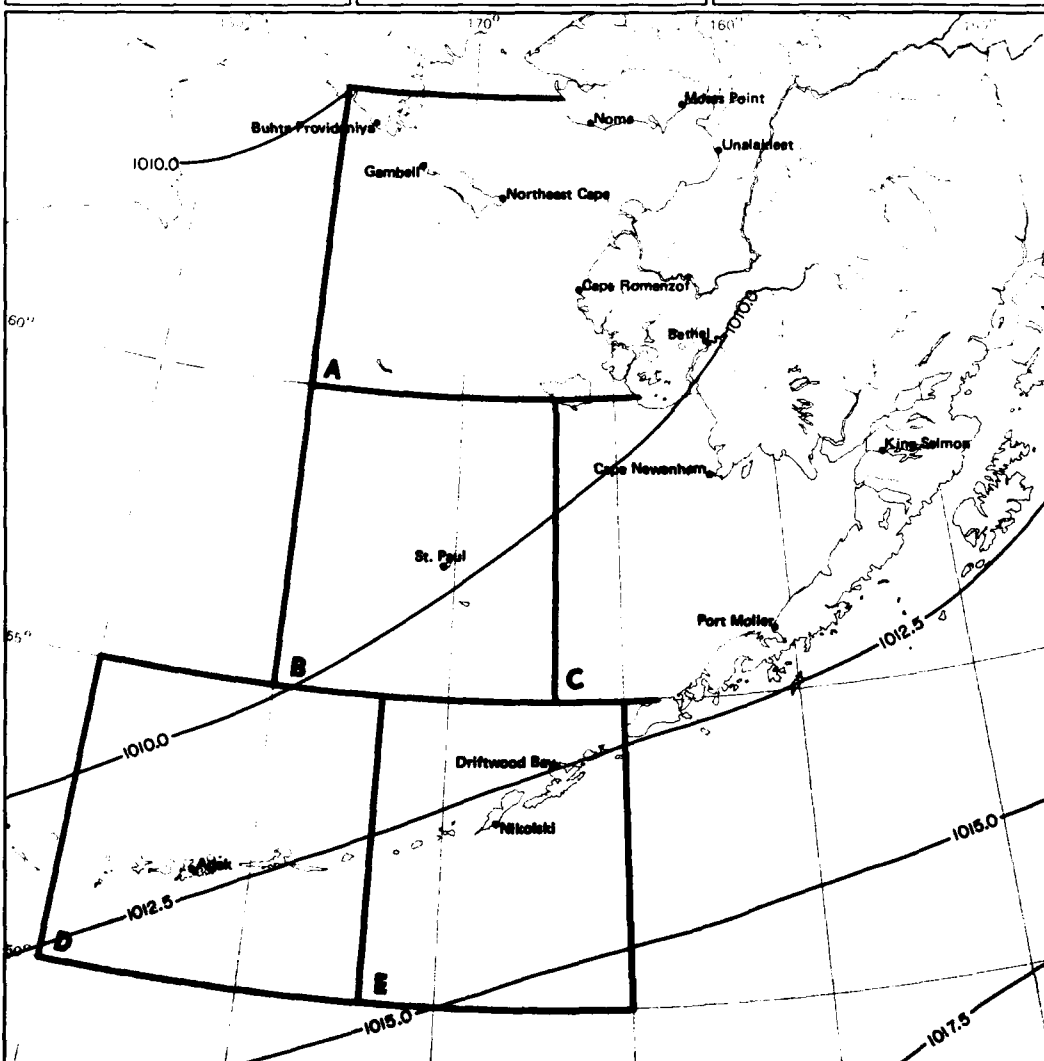 170°
160
Moses Point
Buhta Provideniya
Nome
Unalakleet
1010.0
Gambell
Northeast Cape
Cape Romenzof
1010.0
60°
Bethel
A
King Salmon
Cape Newenham
St. Paul
Port Moller
1012.5
55°
B
C
1010.0
Driftwood Bay
Nikolski
1015.0
Adak
1012.5
D
E
1015.0
1017.5